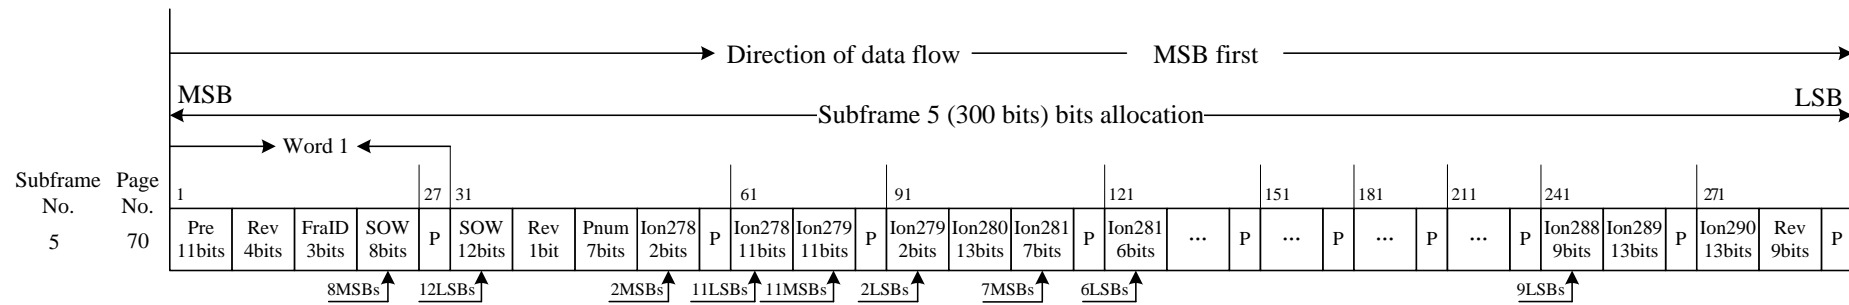 Direction of data flow MSB first
MSB LSB
Subframe 5 (300 bits) bits allocation
Word 1
Subframe No. Page No.
1 27 31 61 91 121 151 181 211 241 271
5 70
Pre 11bits
Rev 4bits
FraID 3bits
SOW 8bits
P
SOW 12bits
Rev 1bit
Pnum 7bits
Ion278 2bits
P
Ion278 11bits
Ion279 11bits
P
Ion279 2bits
Ion280 13bits
Ion281 7bits
P
Ion281 6bits
...
P
...
P
...
P
...
P
Ion288 9bits
Ion289 13bits
P
Ion290 13bits
Rev 9bits
P
8MSBs 12LSBs 2MSBs 11LSBs 11MSBs 2LSBs 7MSBs 6LSBs 9LSBs